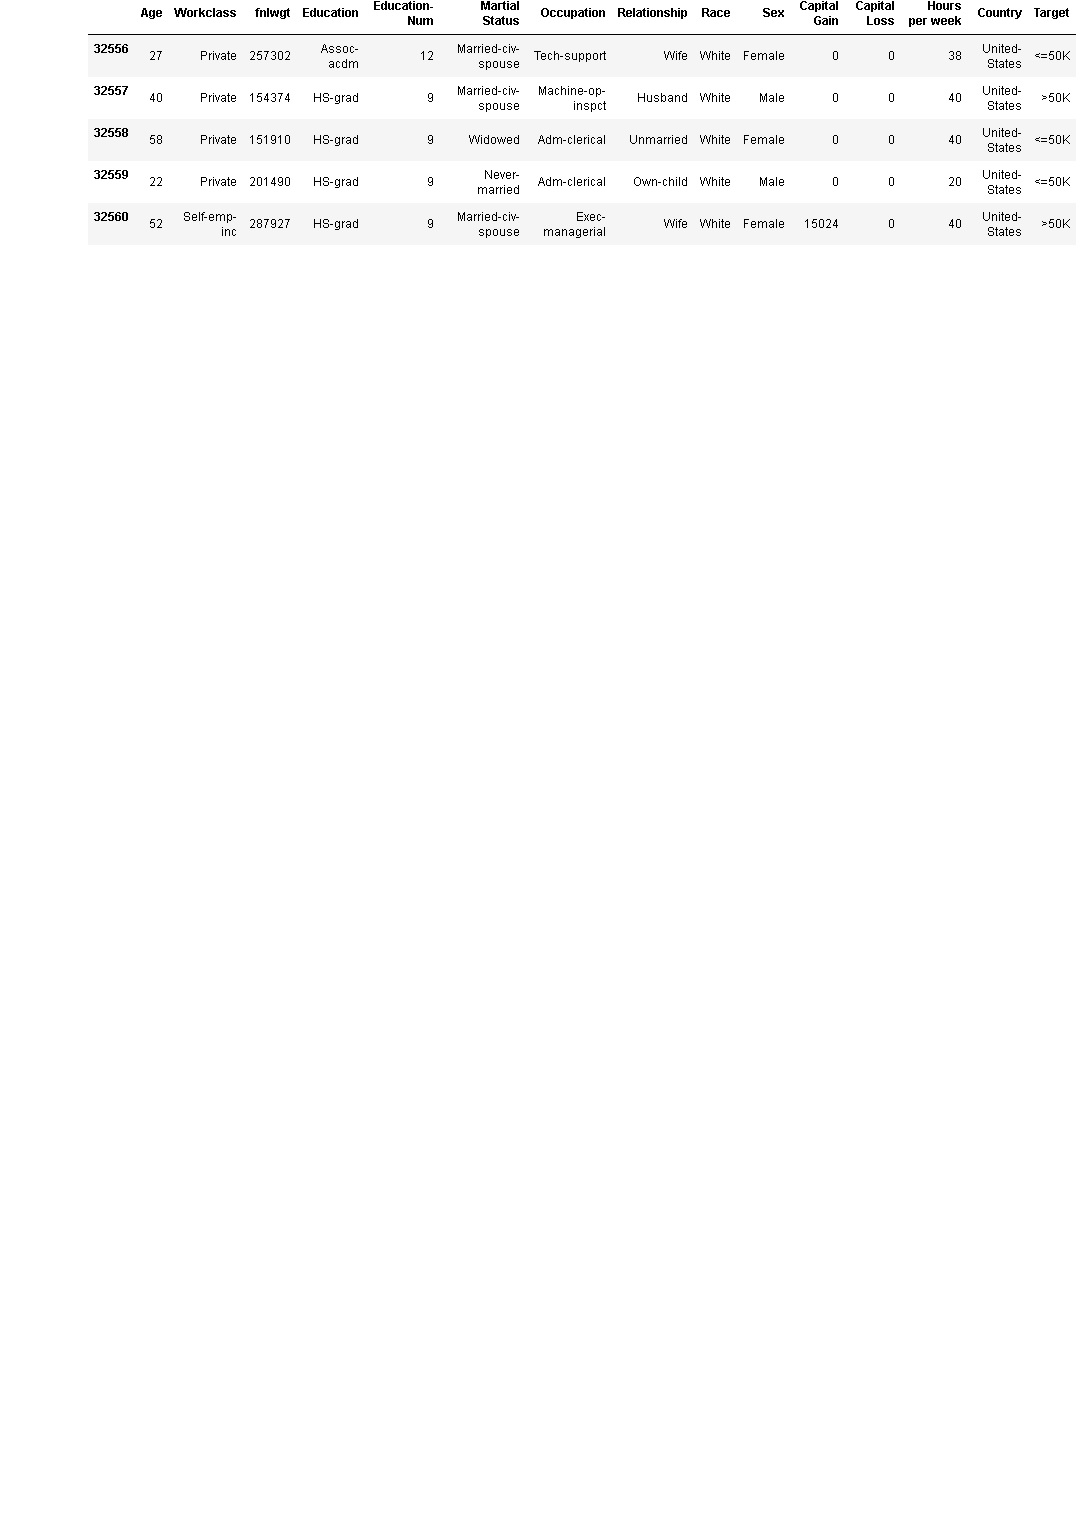 Age Workclass fnlwgt Education Education-Num Martial Status Occupation Relationship Race Sex Capital Gain Capital Loss Hours per week Country Target
32556 27 Private 257302 Assoc-acdm 12 Married-civ-spouse Tech-support Wife White Female 0 0 38 United-States <=50K
32557 40 Private 154374 HS-grad 9 Married-civ-spouse Machine-op-inspct Husband White Male 0 0 40 United-States >50K
32558 58 Private 151910 HS-grad 9 Widowed Adm-clerical Unmarried White Female 0 0 40 United-States <=50K
32559 22 Private 201490 HS-grad 9 Never-married Adm-clerical Own-child White Male 0 0 20 United-States <=50K
32560 52 Self-emp-inc 287927 HS-grad 9 Married-civ-spouse Exec-managerial Wife White Female 15024 0 40 United-States >50K